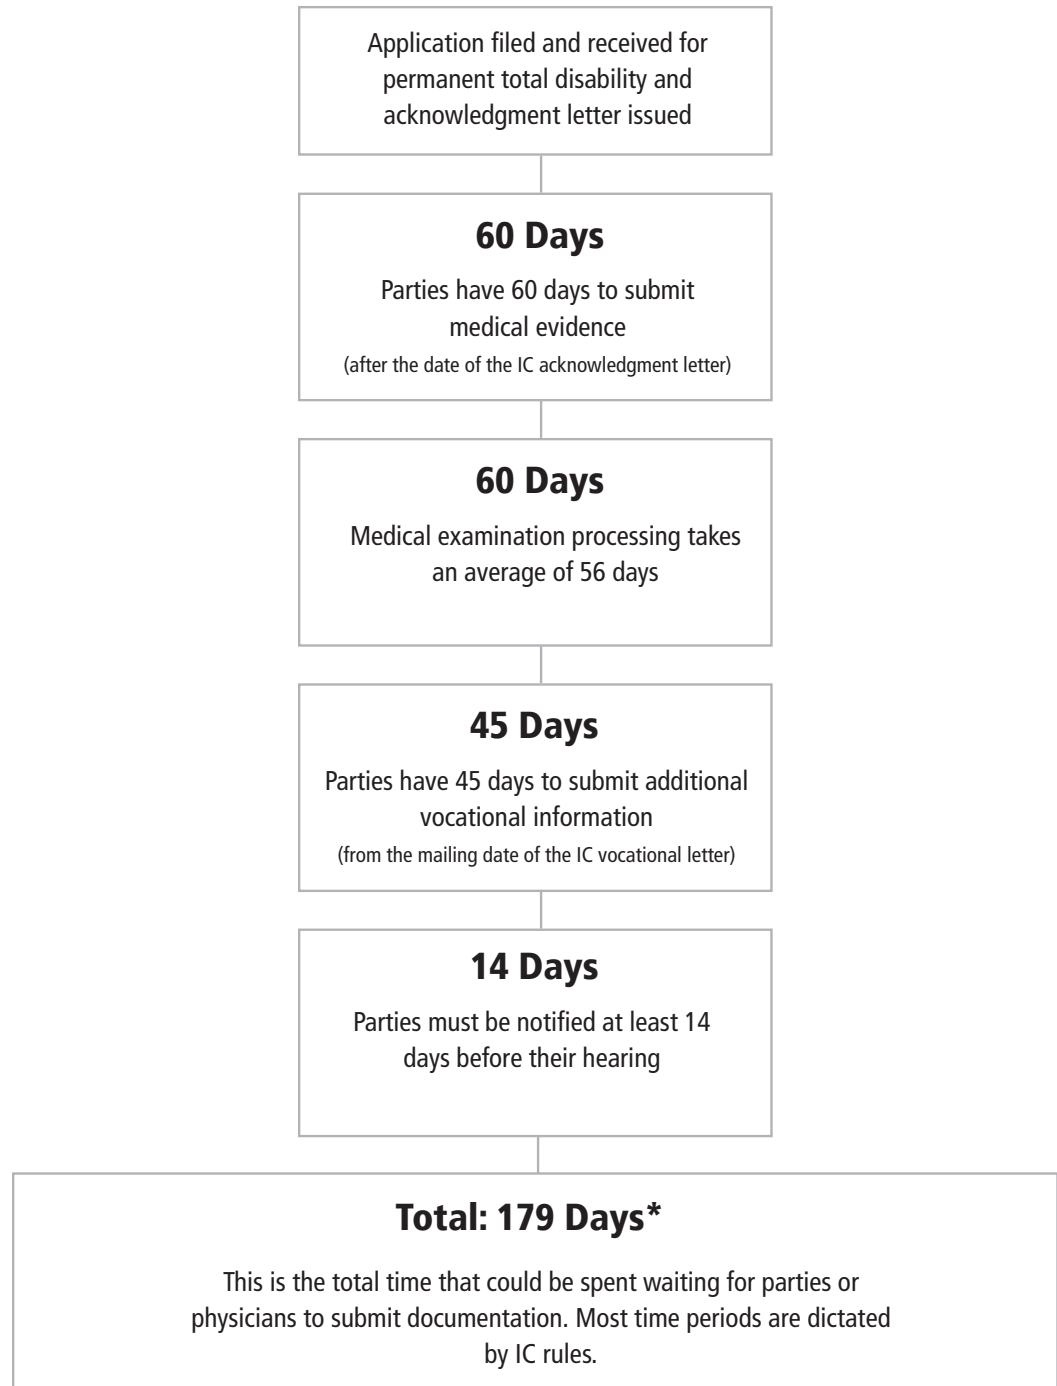 Application filed and received for
permanent total disability and
acknowledgment letter issued
60 Days
Parties have 60 days to submit
medical evidence
(after the date of the IC acknowledgment letter)
60 Days
Medical examination processing takes
an average of 56 days
45 Days
Parties have 45 days to submit additional
vocational information
(from the mailing date of the IC vocational letter)
14 Days
Parties must be notified at least 14
days before their hearing
Total: 179 Days*
This is the total time that could be spent waiting for parties or
physicians to submit documentation. Most time periods are dictated
by IC rules.